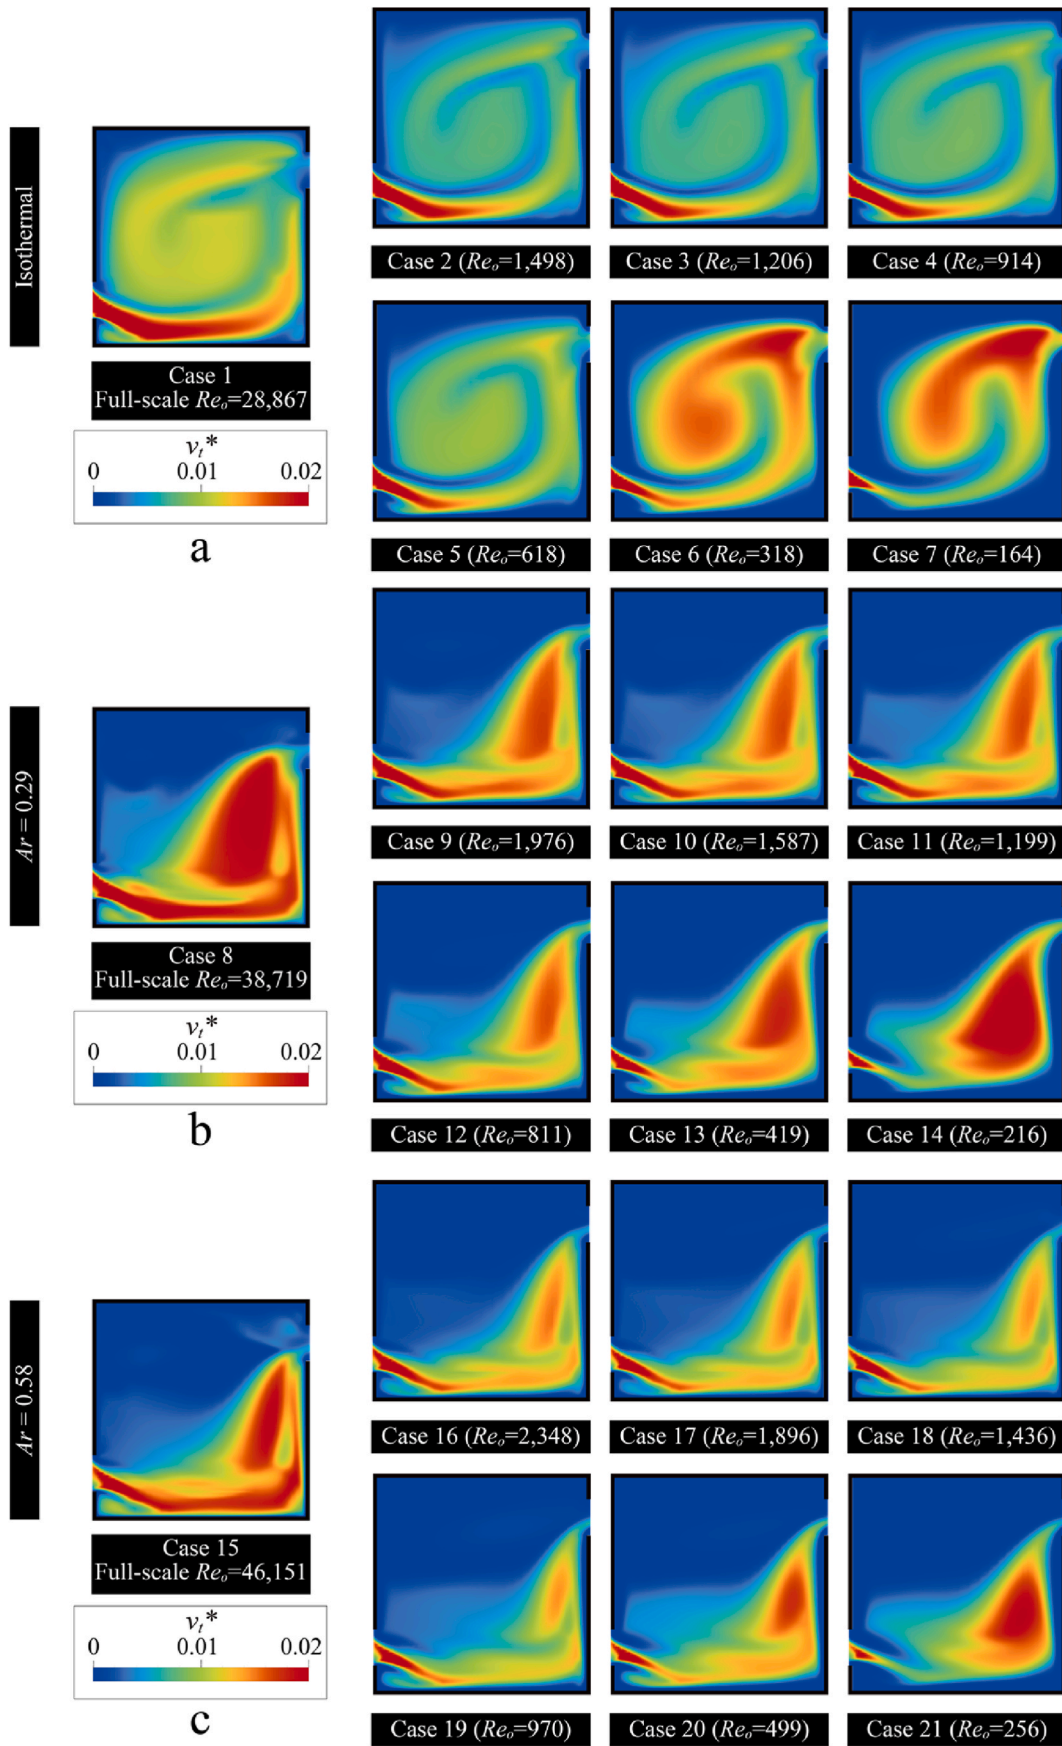 Isothermal
Case 1
Full-scale Reₒ=28,867
νₜ*
0 0.01 0.02
a
Case 2 (Reₒ=1,498)
Case 3 (Reₒ=1,206)
Case 4 (Reₒ=914)
Case 5 (Reₒ=618)
Case 6 (Reₒ=318)
Case 7 (Reₒ=164)
Ar = 0.29
Case 8
Full-scale Reₒ=38,719
νₜ*
0 0.01 0.02
b
Case 9 (Reₒ=1,976)
Case 10 (Reₒ=1,587)
Case 11 (Reₒ=1,199)
Case 12 (Reₒ=811)
Case 13 (Reₒ=419)
Case 14 (Reₒ=216)
Ar = 0.58
Case 15
Full-scale Reₒ=46,151
νₜ*
0 0.01 0.02
c
Case 16 (Reₒ=2,348)
Case 17 (Reₒ=1,896)
Case 18 (Reₒ=1,436)
Case 19 (Reₒ=970)
Case 20 (Reₒ=499)
Case 21 (Reₒ=256)